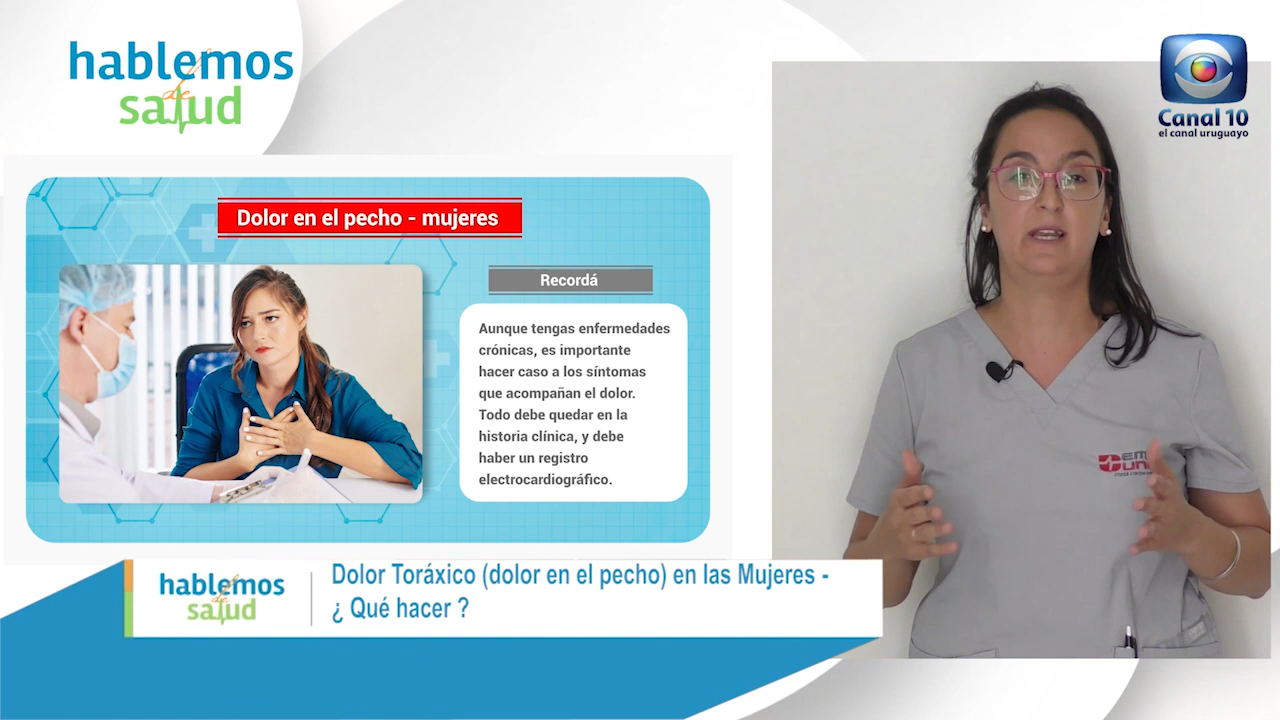 hablemos
de
salud
Canal 10
el canal uruguayo
Dolor en el pecho - mujeres
Recordá
Aunque tengas enfermedades
crónicas, es importante
hacer caso a los síntomas
que acompañan el dolor.
Todo debe quedar en la
historia clínica, y debe
haber un registro
electrocardiográfico.
hablemos
de
salud
Dolor Toráxico (dolor en el pecho) en las Mujeres -
¿ Qué hacer ?